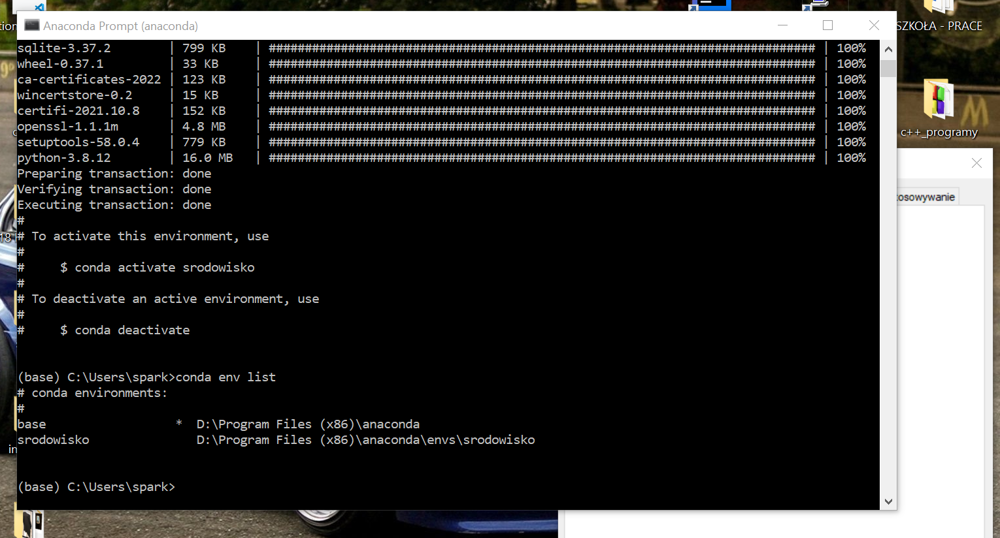 Anaconda Prompt (anaconda)
SZKOŁA - PRACE
sqlite-3.37.2 | 799 KB | ############################################################################ | 100%
wheel-0.37.1 | 33 KB | ############################################################################ | 100%
ca-certificates-2022 | 123 KB | ############################################################################ | 100%
wincertstore-0.2 | 15 KB | ############################################################################ | 100%
certifi-2021.10.8 | 152 KB | ############################################################################ | 100%
openssl-1.1.1m | 4.8 MB | ############################################################################ | 100%
setuptools-58.0.4 | 779 KB | ############################################################################ | 100%
python-3.8.12 | 16.0 MB | ############################################################################ | 100%
Preparing transaction: done
Verifying transaction: done
Executing transaction: done
#
# To activate this environment, use
#
#     $ conda activate srodowisko
#
# To deactivate an active environment, use
#
#     $ conda deactivate
(base) C:\Users\spark>conda env list
# conda environments:
#
base                  *  D:\Program Files (x86)\anaconda
srodowisko               D:\Program Files (x86)\anaconda\envs\srodowisko
(base) C:\Users\spark>
c++_programy
tosowywanie